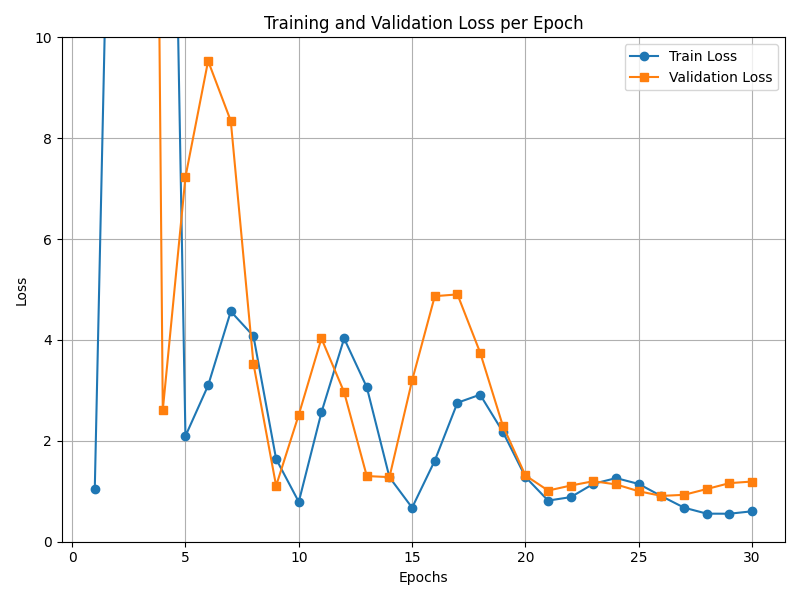 Training and Validation Loss per Epoch
Train Loss
Validation Loss
Loss
10
8
6
4
2
0
0 5 10 15 20 25 30
Epochs